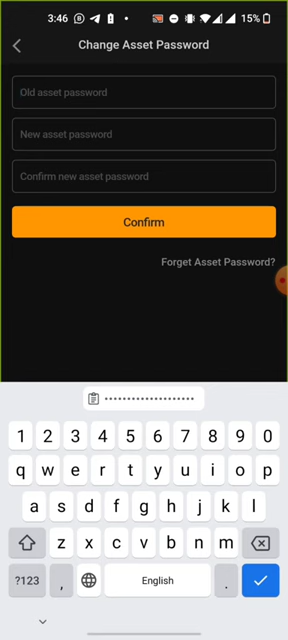 3:46 15%
Change Asset Password
Old asset password
New asset password
Confirm new asset password
Confirm
Forget Asset Password?
••••••••••••••••••••
1 2 3 4 5 6 7 8 9 0
q w e r t y u i o p
a s d f g h j k l
z x c v b n m
?123 , English .